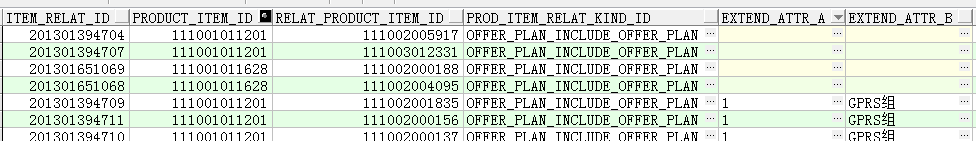 ITEM_RELAT_ID PRODUCT_ITEM_ID RELAT_PRODUCT_ITEM_ID PROD_ITEM_RELAT_KIND_ID EXTEND_ATTR_A EXTEND_ATTR_B
201301394704 111001011201 111002005917 OFFER_PLAN_INCLUDE_OFFER_PLAN
201301394707 111001011201 111003012331 OFFER_PLAN_INCLUDE_OFFER_PLAN
201301651069 111001011628 111002000188 OFFER_PLAN_INCLUDE_OFFER_PLAN
201301651068 111001011628 111002004095 OFFER_PLAN_INCLUDE_OFFER_PLAN
201301394709 111001011201 111002001835 OFFER_PLAN_INCLUDE_OFFER_PLAN 1 GPRS组
201301394711 111001011201 111002000156 OFFER_PLAN_INCLUDE_OFFER_PLAN 1 GPRS组
201301394710 111001011201 111002000137 OFFER_PLAN_INCLUDE_OFFER_PLAN 1 GPRS组